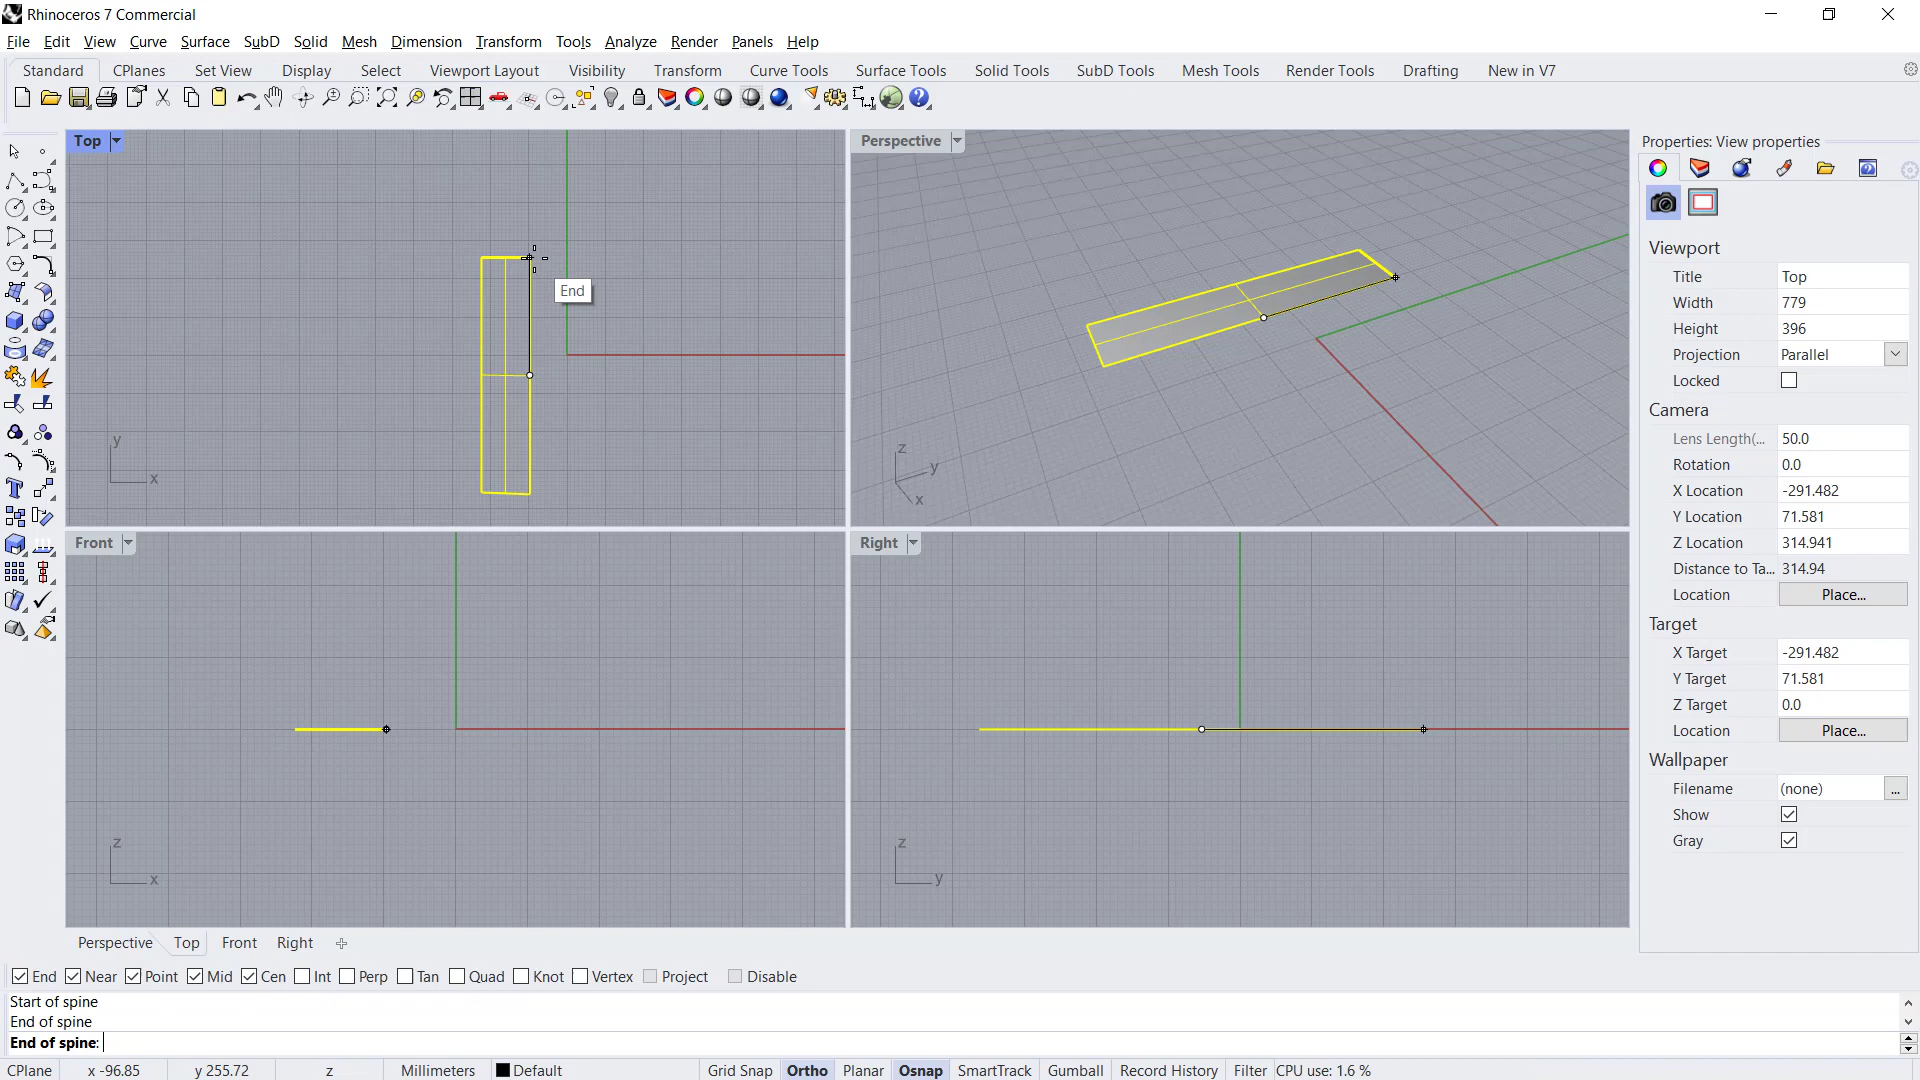 Rhinoceros 7 Commercial
File Edit View Curve Surface SubD Solid Mesh Dimension Transform Tools Analyze Render Panels Help
Standard CPlanes Set View Display Select Viewport Layout Visibility Transform Curve Tools Surface Tools Solid Tools SubD Tools Mesh Tools Render Tools Drafting New in V7
Top
End
y
x
Perspective
z
y
x
Front
z
x
Right
z
y
Perspective Top Front Right
Properties: View properties
Viewport
Title Top
Width 779
Height 396
Projection Parallel
Locked
Camera
Lens Length(... 50.0
Rotation 0.0
X Location -291.482
Y Location 71.581
Z Location 314.941
Distance to Ta... 314.94
Location Place...
Target
X Target -291.482
Y Target 71.581
Z Target 0.0
Location Place...
Wallpaper
Filename (none) ...
Show
Gray
End Near Point Mid Cen Int Perp Tan Quad Knot Vertex Project Disable
Start of spine
End of spine
End of spine:
CPlane x -96.85 y 255.72 z Millimeters Default Grid Snap Ortho Planar Osnap SmartTrack Gumball Record History Filter CPU use: 1.6 %